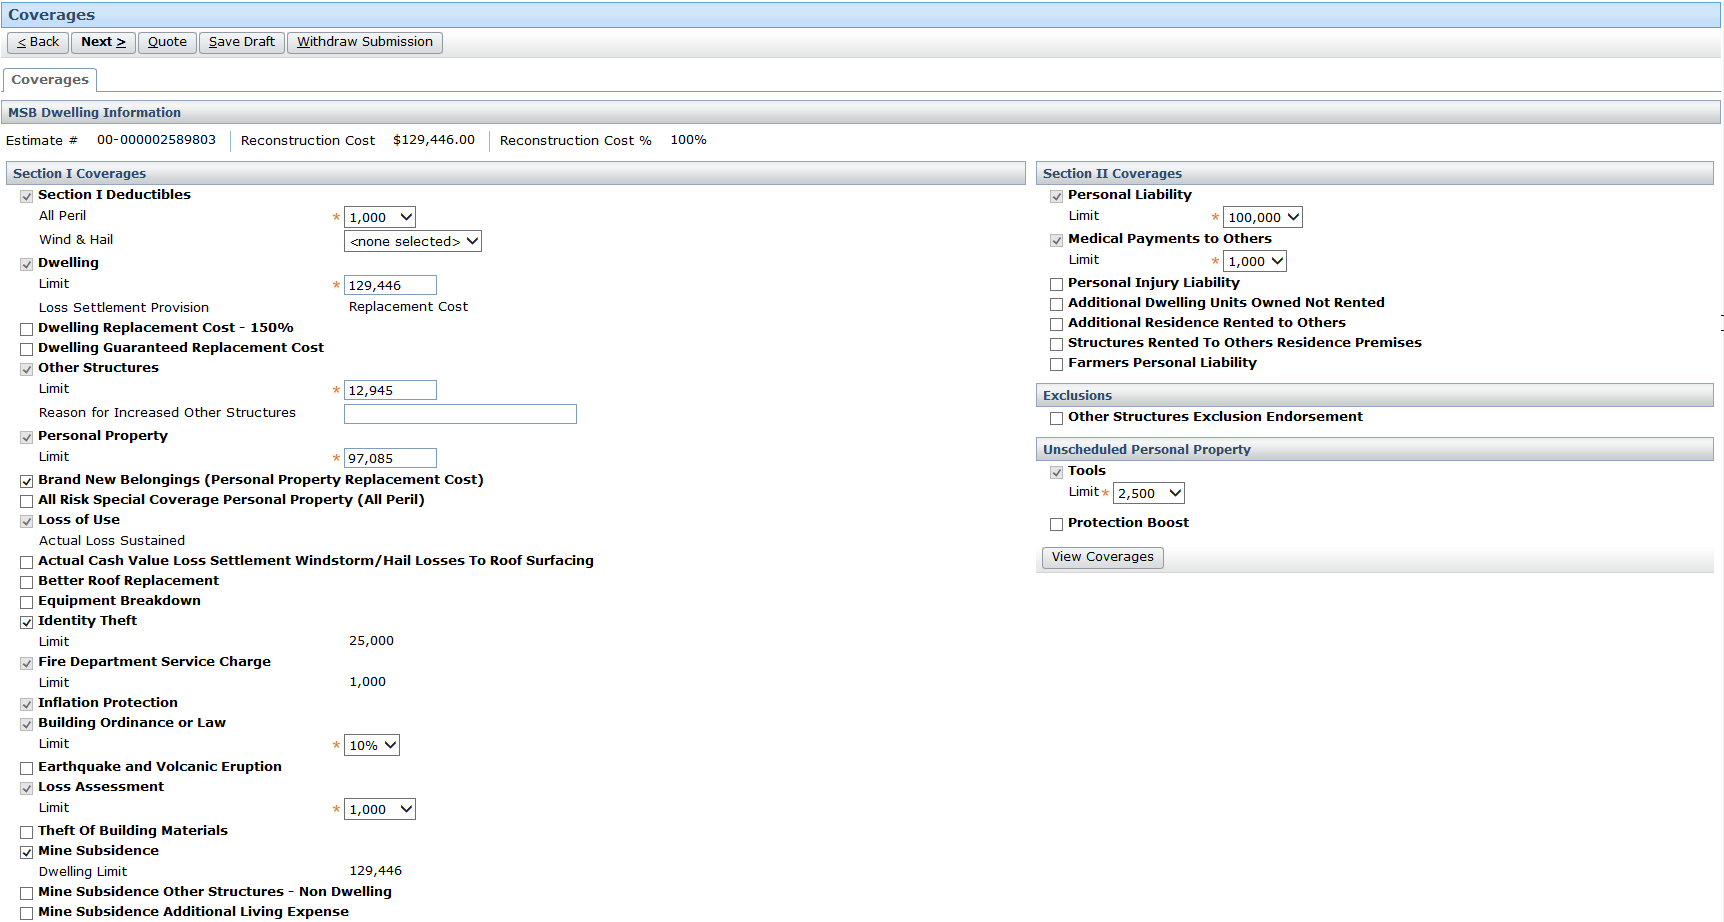 Coverages
< Back Next > Quote Save Draft Withdraw Submission
Coverages
MSB Dwelling Information
Estimate # 00-000002589803 Reconstruction Cost $129,446.00 Reconstruction Cost % 100%
Section I Coverages
Section I Deductibles
All Peril * 1,000
Wind & Hail <none selected>
Dwelling
Limit * 129,446
Loss Settlement Provision Replacement Cost
Dwelling Replacement Cost - 150%
Dwelling Guaranteed Replacement Cost
Other Structures
Limit * 12,945
Reason for Increased Other Structures
Personal Property
Limit * 97,085
Brand New Belongings (Personal Property Replacement Cost)
All Risk Special Coverage Personal Property (All Peril)
Loss of Use
Actual Loss Sustained
Actual Cash Value Loss Settlement Windstorm/Hail Losses To Roof Surfacing
Better Roof Replacement
Equipment Breakdown
Identity Theft
Limit 25,000
Fire Department Service Charge
Limit 1,000
Inflation Protection
Building Ordinance or Law
Limit * 10%
Earthquake and Volcanic Eruption
Loss Assessment
Limit * 1,000
Theft Of Building Materials
Mine Subsidence
Dwelling Limit 129,446
Mine Subsidence Other Structures - Non Dwelling
Mine Subsidence Additional Living Expense
Section II Coverages
Personal Liability
Limit * 100,000
Medical Payments to Others
Limit * 1,000
Personal Injury Liability
Additional Dwelling Units Owned Not Rented
Additional Residence Rented to Others
Structures Rented To Others Residence Premises
Farmers Personal Liability
Exclusions
Other Structures Exclusion Endorsement
Unscheduled Personal Property
Tools
Limit * 2,500
Protection Boost
View Coverages